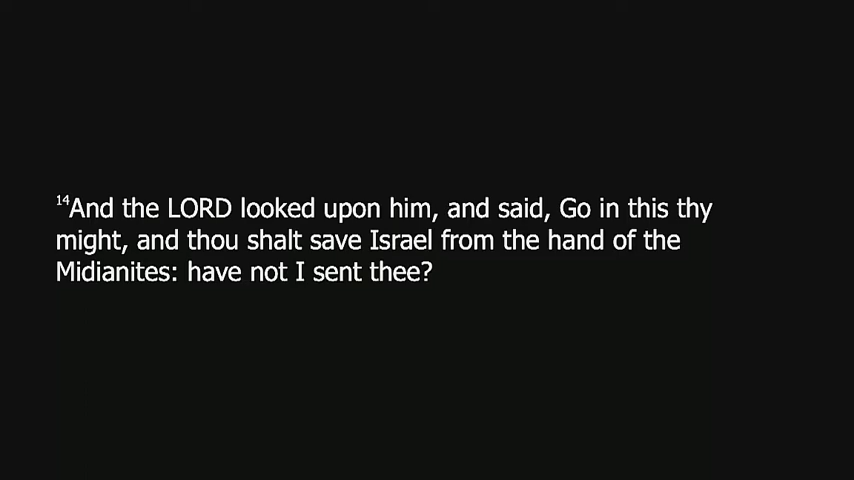 14And the LORD looked upon him, and said, Go in this thy
might, and thou shalt save Israel from the hand of the
Midianites: have not I sent thee?